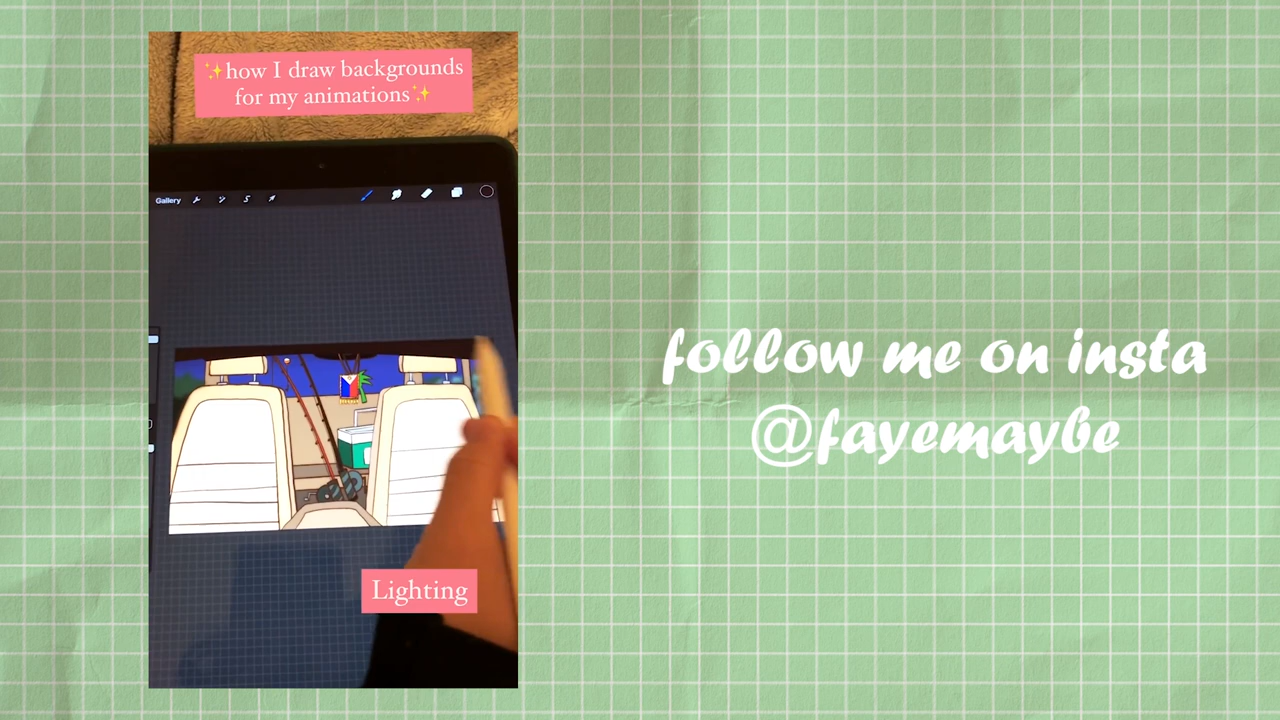 ✨how I draw backgrounds
for my animations✨
Gallery
Lighting
follow me on insta
@fayemaybe